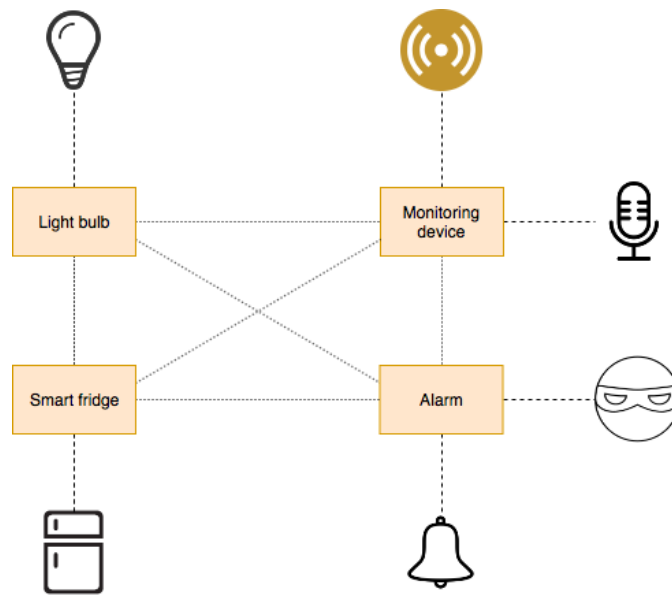 Light bulb
Monitoring
device
Smart fridge
Alarm